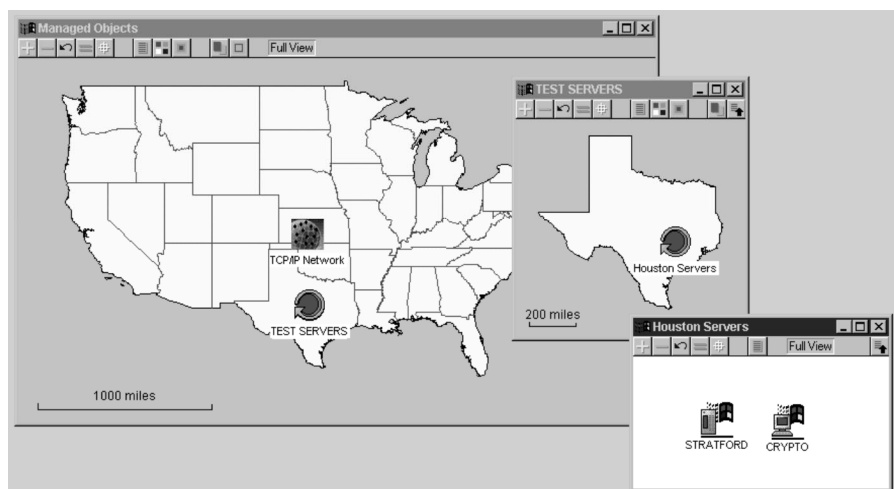 Managed Objects
Full View
TCP/IP Network
TEST SERVERS
1000 miles
TEST SERVERS
Houston Servers
200 miles
Houston Servers
Full View
STRATFORD
CRYPTO